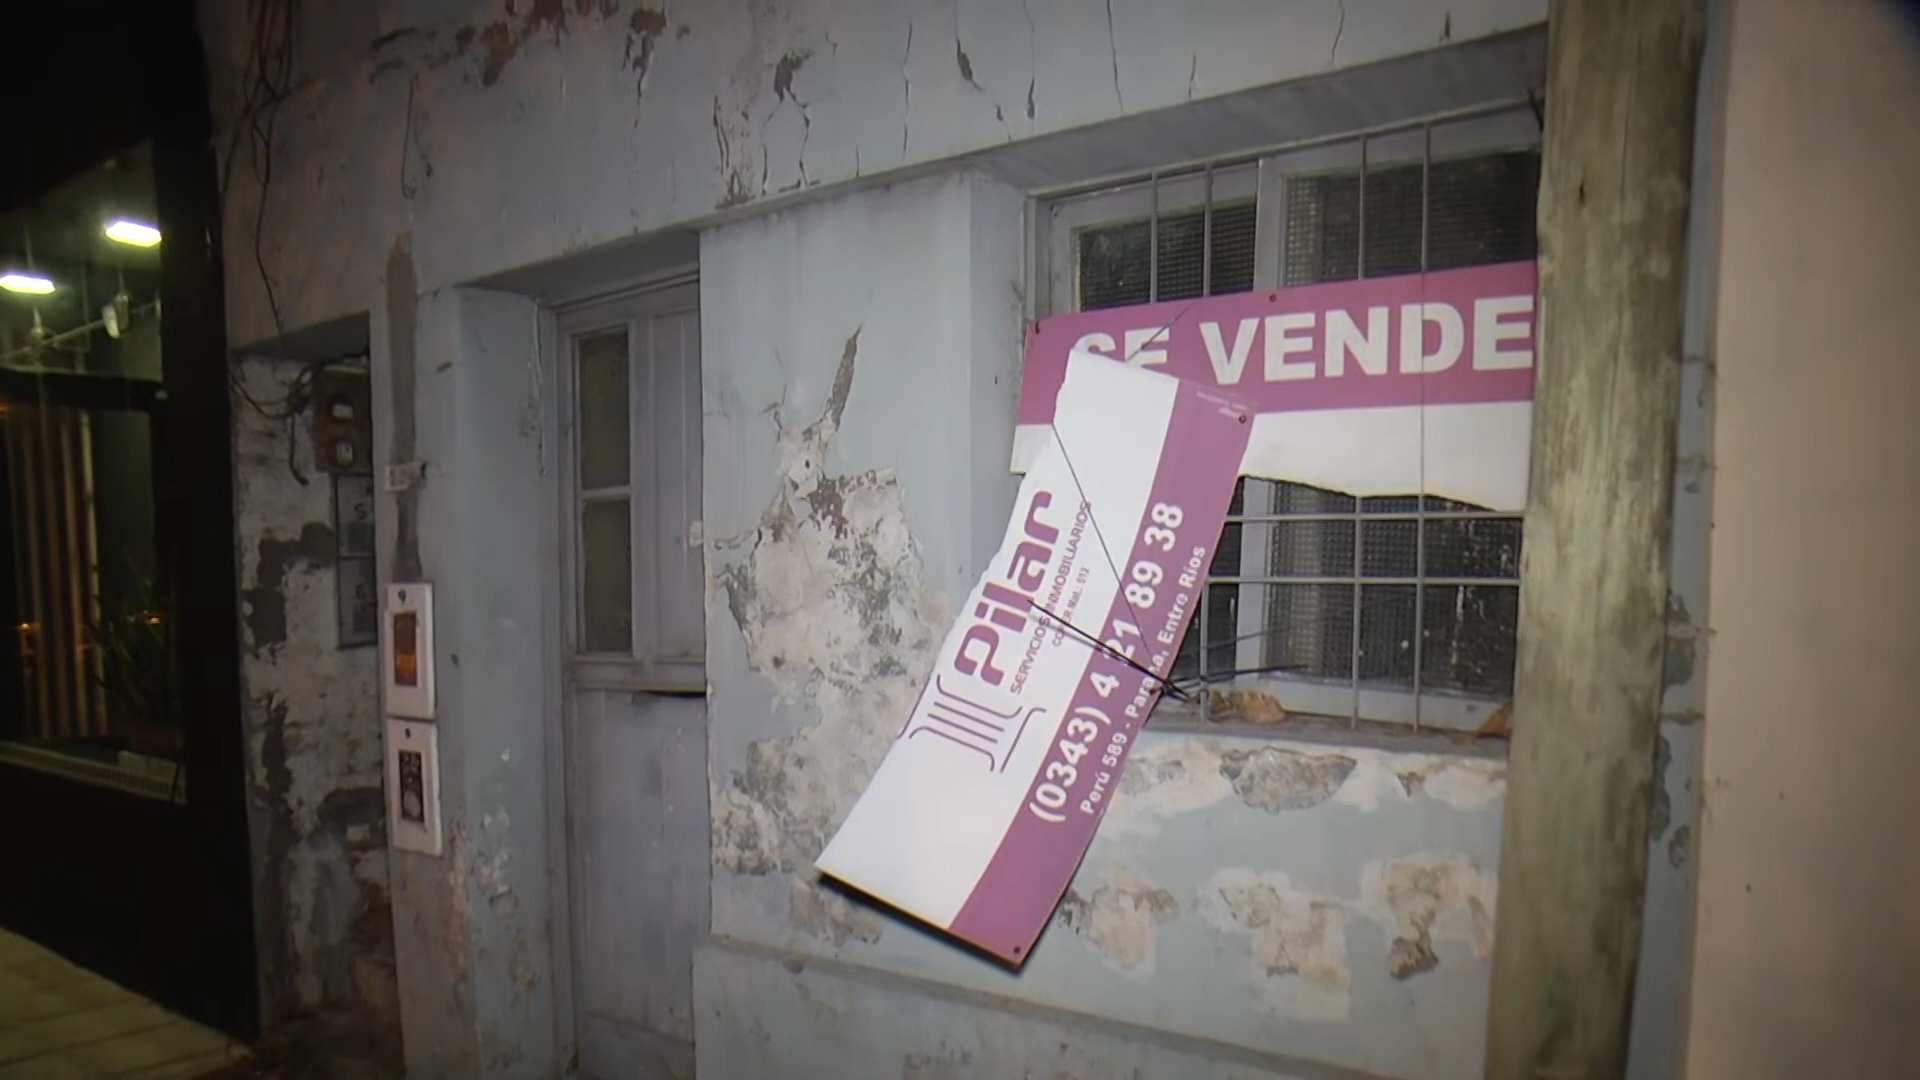 SE VENDE
Pilar
SERVICIOS INMOBILIARIOS
(0343) 4 21 89 38
Perú 589 - Paraná, Entre Ríos